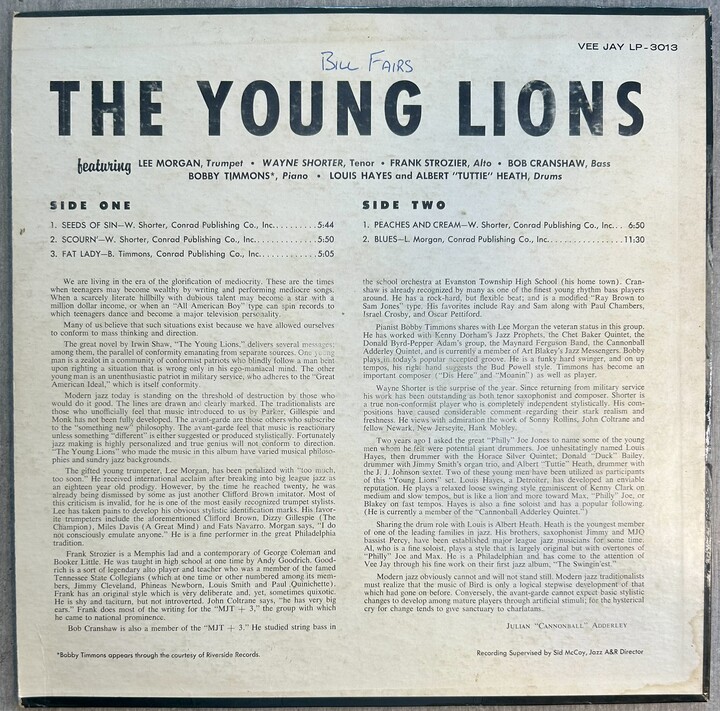 VEE JAY LP-3013
BILL FAIRS
THE YOUNG LIONS
featuring LEE MORGAN, Trumpet • WAYNE SHORTER, Tenor • FRANK STROZIER, Alto • BOB CRANSHAW, Bass
BOBBY TIMMONS*, Piano • LOUIS HAYES and ALBERT "TUTTIE" HEATH, Drums
SIDE ONE
1. SEEDS OF SIN—W. Shorter, Conrad Publishing Co., Inc..........5:44
2. SCOURN'—W. Shorter, Conrad Publishing Co., Inc..............5:50
3. FAT LADY—B. Timmons, Conrad Publishing Co., Inc.............5:05
We are living in the era of the glorification of mediocrity. These are the times
when teenagers may become wealthy by writing and performing mediocre songs.
When a scarcely literate hillbilly with dubious talent may become a star with a
million dollar income, or when an "All American Boy" type can spin records to
which teenagers dance and become a major television personality.
Many of us believe that such situations exist because we have allowed ourselves
to conform to mass thinking and direction.
The great novel by Irwin Shaw, "The Young Lions," delivers several messages;
among them, the parallel of conformity emanating from separate sources. One young
man is a zealot in a community of conformist patriots who blindly follow a man bent
upon righting a situation that is wrong only in his ego-maniacal mind. The other
young man is an unenthusiastic patriot in military service, who adheres to the "Great
American Ideal," which is itself conformity.
Modern jazz today is standing on the threshold of destruction by those who
would do it good. The lines are drawn and clearly marked. The traditionalists are
those who unofficially feel that music introduced to us by Parker, Gillespie and
Monk has not been fully developed. The avant-garde are those others who subscribe
to the "something new" philosophy. The avant-garde feel that music is reactionary
unless something "different" is either suggested or produced stylistically. Fortunately
jazz making is highly personalized and true genius will not conform to direction.
"The Young Lions" who made the music in this album have varied musical philoso-
phies and sundry jazz backgrounds.
The gifted young trumpeter, Lee Morgan, has been penalized with "too much,
too soon." He received international acclaim after breaking into big league jazz as
an eighteen year old prodigy. However, by the time he reached twenty, he was
already being dismissed by some as just another Clifford Brown imitator. Most of
this criticism is invalid, for he is one of the most easily recognized trumpet stylists.
Lee has taken pains to develop his obvious stylistic identifying marks. His favor-
ite trumpeters include the aforementioned Clifford Brown, Dizzy Gillespie (The
Champion), Miles Davis (A Great Mind) and Fats Navarro. Morgan says, "I do
not consciously emulate anyone." He is a fine performer in the great Philadelphia
tradition.
Frank Strozier is a Memphis lad and a contemporary of George Coleman and
Booker Little. He was taught in high school at one time by Andy Goodrich. Good-
rich is a sort of legendary alto player and teacher who was a member of the famed
Tennessee State Collegians (which at one time or other numbered among its mem-
bers, Jimmy Cleveland, Phineas Newborn, Louis Smith and Paul Quinichette).
Frank has an original style which is very deliberate and, yet, sometimes quixotic.
He is shy and taciturn, but not introverted. John Coltrane says, "he has very big
ears." Frank does most of the writing for the "MJT + 3," the group with which
he came to national prominence.
Bob Cranshaw is also a member of the "MJT + 3." He studied string bass in
*Bobby Timmons appears through the courtesy of Riverside Records.
SIDE TWO
1. PEACHES AND CREAM—W. Shorter, Conrad Publishing Co., Inc... 6:50
2. BLUES—L. Morgan, Conrad Publishing Co., Inc..................11:30
the school orchestra at Evanston Township High School (his home town). Cran-
shaw is already recognized by many as one of the finest young rhythm bass players
around. He has a rock-hard, but flexible beat; and is a modified "Ray Brown to
Sam Jones" type. His favorites include Ray and Sam along with Paul Chambers,
Israel Crosby, and Oscar Pettiford.
Pianist Bobby Timmons shares with Lee Morgan the veteran status in this group.
He has worked with Kenny Dorham's Jazz Prophets, the Chet Baker Quintet, the
Donald Byrd-Pepper Adam's group, the Maynard Ferguson Band, the Cannonball
Adderley Quintet, and is currently a member of Art Blakey's Jazz Messengers. Bobby
plays in today's popular accepted groove. He is a funky hard swinger, and on up
tempos, his right hand suggests the Bud Powell style. Timmons has become an
important composer ("Dis Here" and "Moanin") as well as player.
Wayne Shorter is the surprise of the year. Since returning from military service
his work has been outstanding as both tenor saxophonist and composer. Shorter is
a true non-conformist player who is completely independent stylistically. His com-
positions have caused considerable comment regarding their stark realism and
freshness. He views with admiration the work of Sonny Rollins, John Coltrane and
fellow Newark, New Jerseyite, Hank Mobley.
Two years ago I asked the great "Philly" Joe Jones to name some of the young
men whom he felt were potential giant drummers. Joe unhesitatingly named Louis
Hayes, then drummer with the Horace Silver Quintet, Donald "Duck" Bailey,
drummer with Jimmy Smith's organ trio, and Albert "Tuttie" Heath, drummer with
the J. J. Johnson sextet. Two of these young men have been utilized as participants of
this "Young Lions" set. Louis Hayes, a Detroiter, has developed an enviable
reputation. He plays a relaxed loose swinging style reminiscent of Kenny Clark on
medium and slow tempos, but is like a lion and more toward Max, "Philly" Joe, or
Blakey on fast tempos. Hayes is also a fine soloist and has a popular following.
(He is currently a member of the "Cannonball Adderley Quintet.")
Sharing the drum role with Louis is Albert Heath. Heath is the youngest member
of one of the leading families in jazz. His brothers, saxophonist Jimmy and MJQ
bassist Percy, have been established major league jazz musicians for some time.
Al, who is a fine soloist, plays a style that is largely original but with overtones of
"Philly" Joe and Max. He is a Philadelphian and has come to the attention of
Vee Jay through his fine work on their first jazz album, "The Swingin'est."
Modern jazz obviously cannot and will not stand still. Modern jazz traditionalists
must realize that the music of Bird is only a logical stepwise development of that
which had gone on before. Conversely, the avant-garde cannot expect basic stylistic
changes to develop among mature players through artificial stimuli; for the hysterical
cry for change tends to give sanctuary to charlatans.
JULIAN "CANNONBALL" ADDERLEY
Recording Supervised by Sid McCoy, Jazz A&R Director